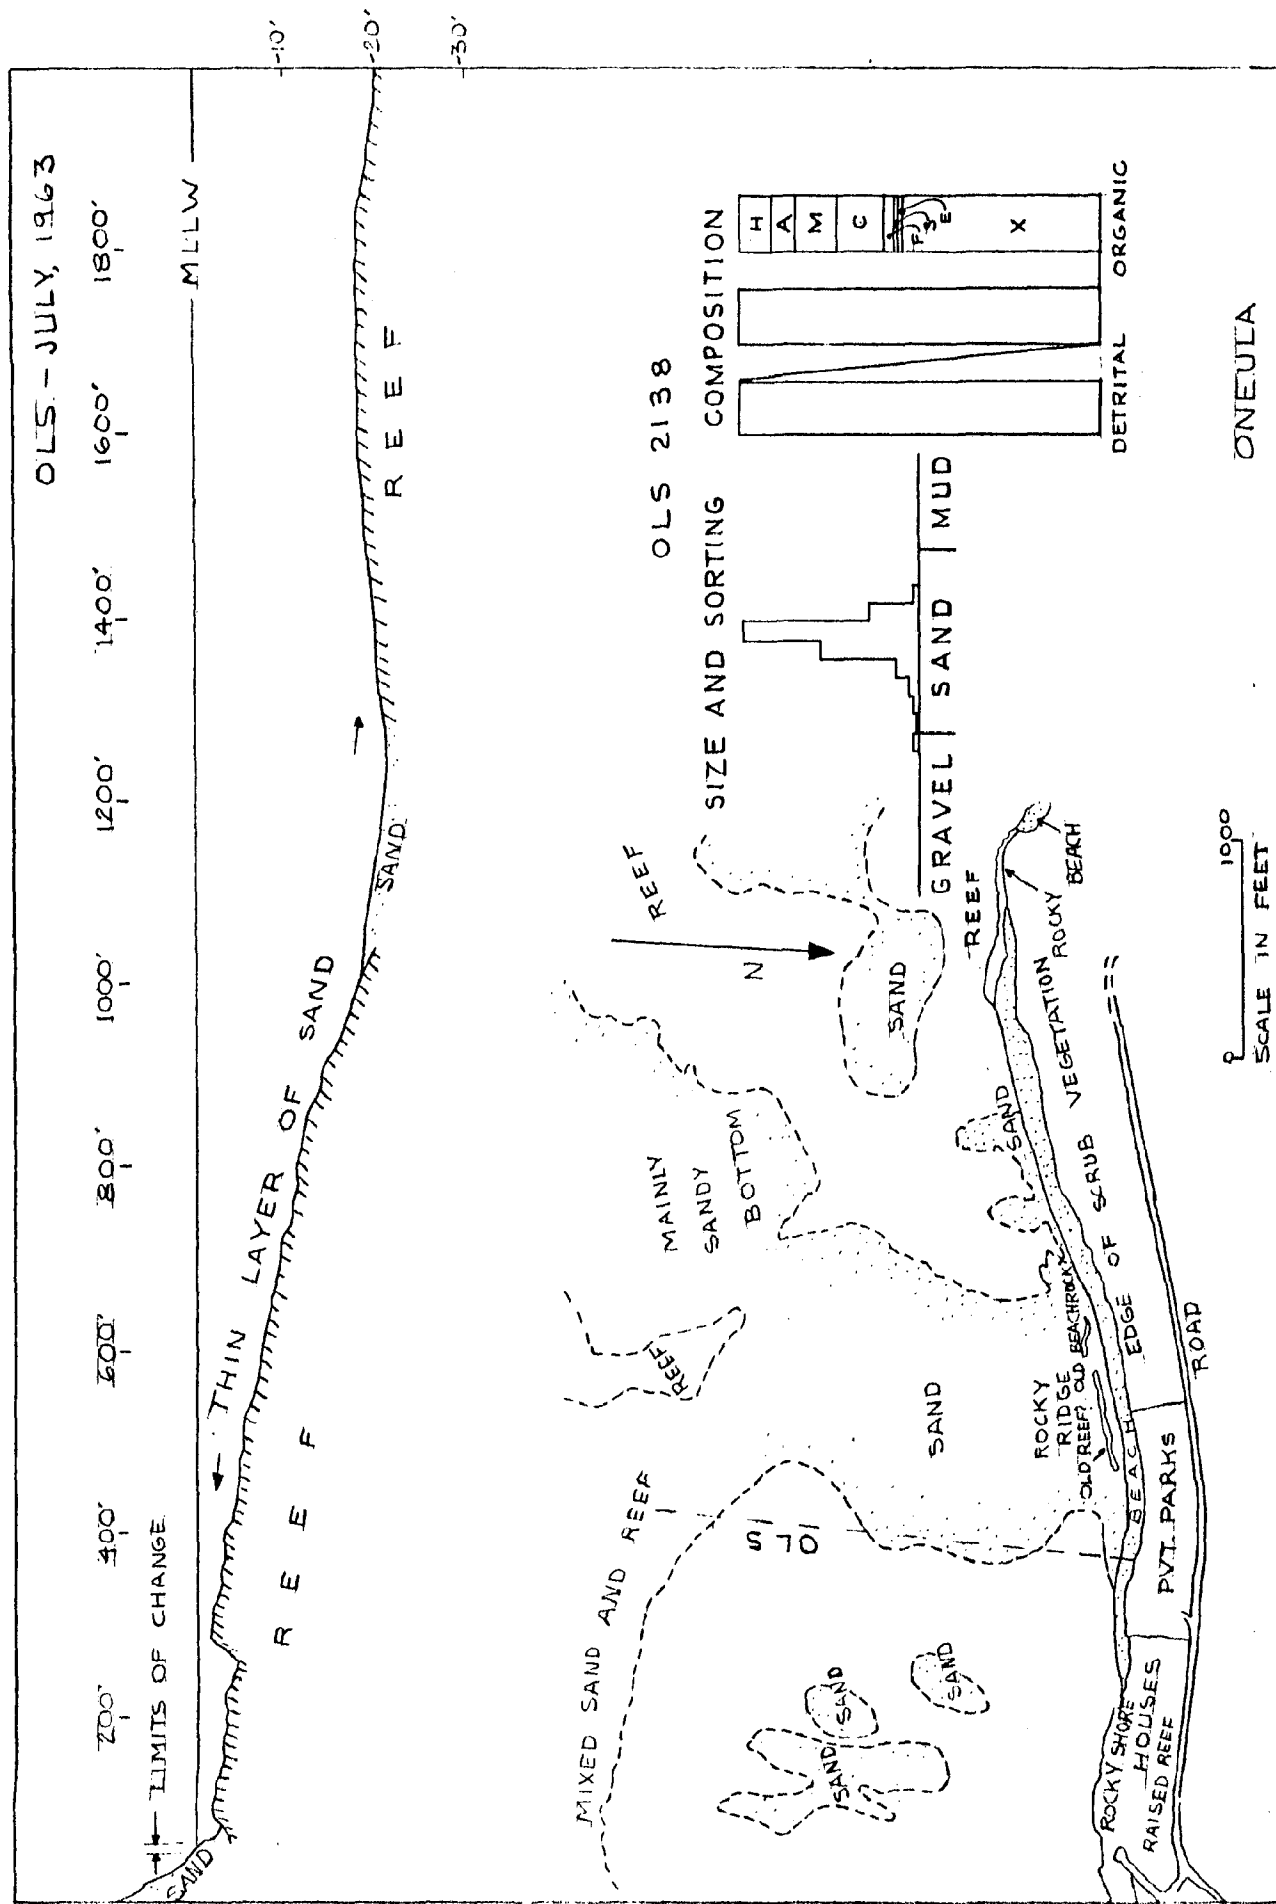 OLS - JULY, 1963
LIMITS OF CHANGE
200'
400'
600'
800'
1000'
1200'
1400'
1600'
1800'
MLLW
-10'
-20'
-30'
SAND
THIN LAYER OF SAND
REEF
SAND
REEF
OLS 2138
SIZE AND SORTING
GRAVEL SAND MUD
COMPOSITION
H
A
M
C
F
3
E
X
DETRITAL
ORGANIC
MIXED SAND AND REEF
OLS
REEF
MAINLY
SANDY
BOTTOM
REEF
N
SAND
SAND
SAND
SAND
SAND
SAND
REEF
ROCKY
RIDGE
OLD REEF?
OLD BEACHROCK
ROCKY SHORE
BEACH
EDGE OF SCRUB VEGETATION
ROCKY
BEACH
HOUSES
RAISED REEF
PVT. PARKS
ROAD
0 1000
SCALE IN FEET
ONEULA